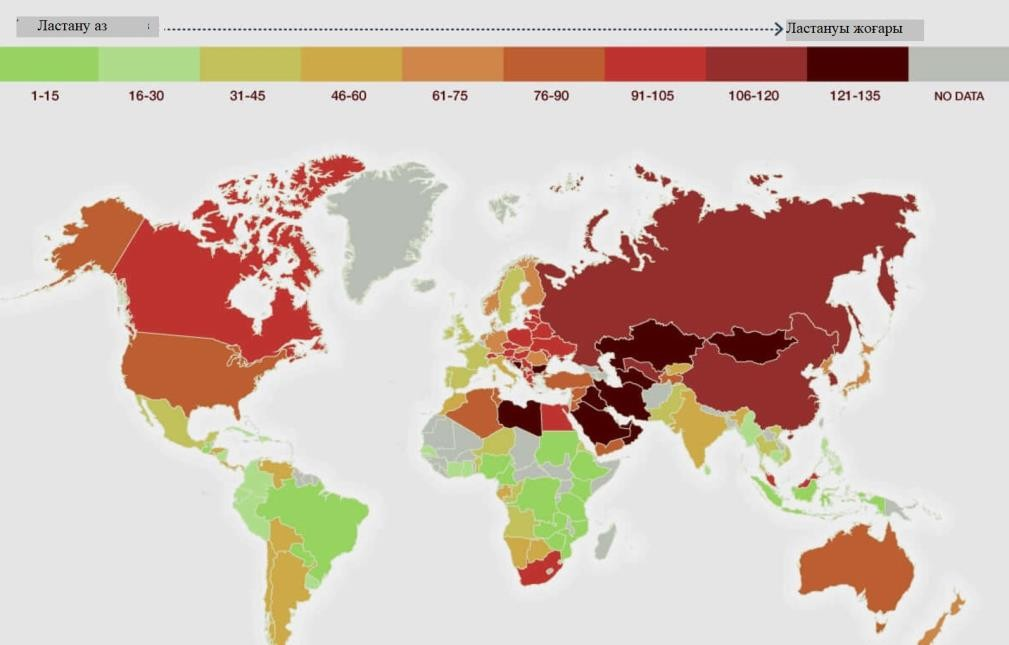 Ластану аз
Ластануы жоғары
1-15 16-30 31-45 46-60 61-75 76-90 91-105 106-120 121-135 NO DATA